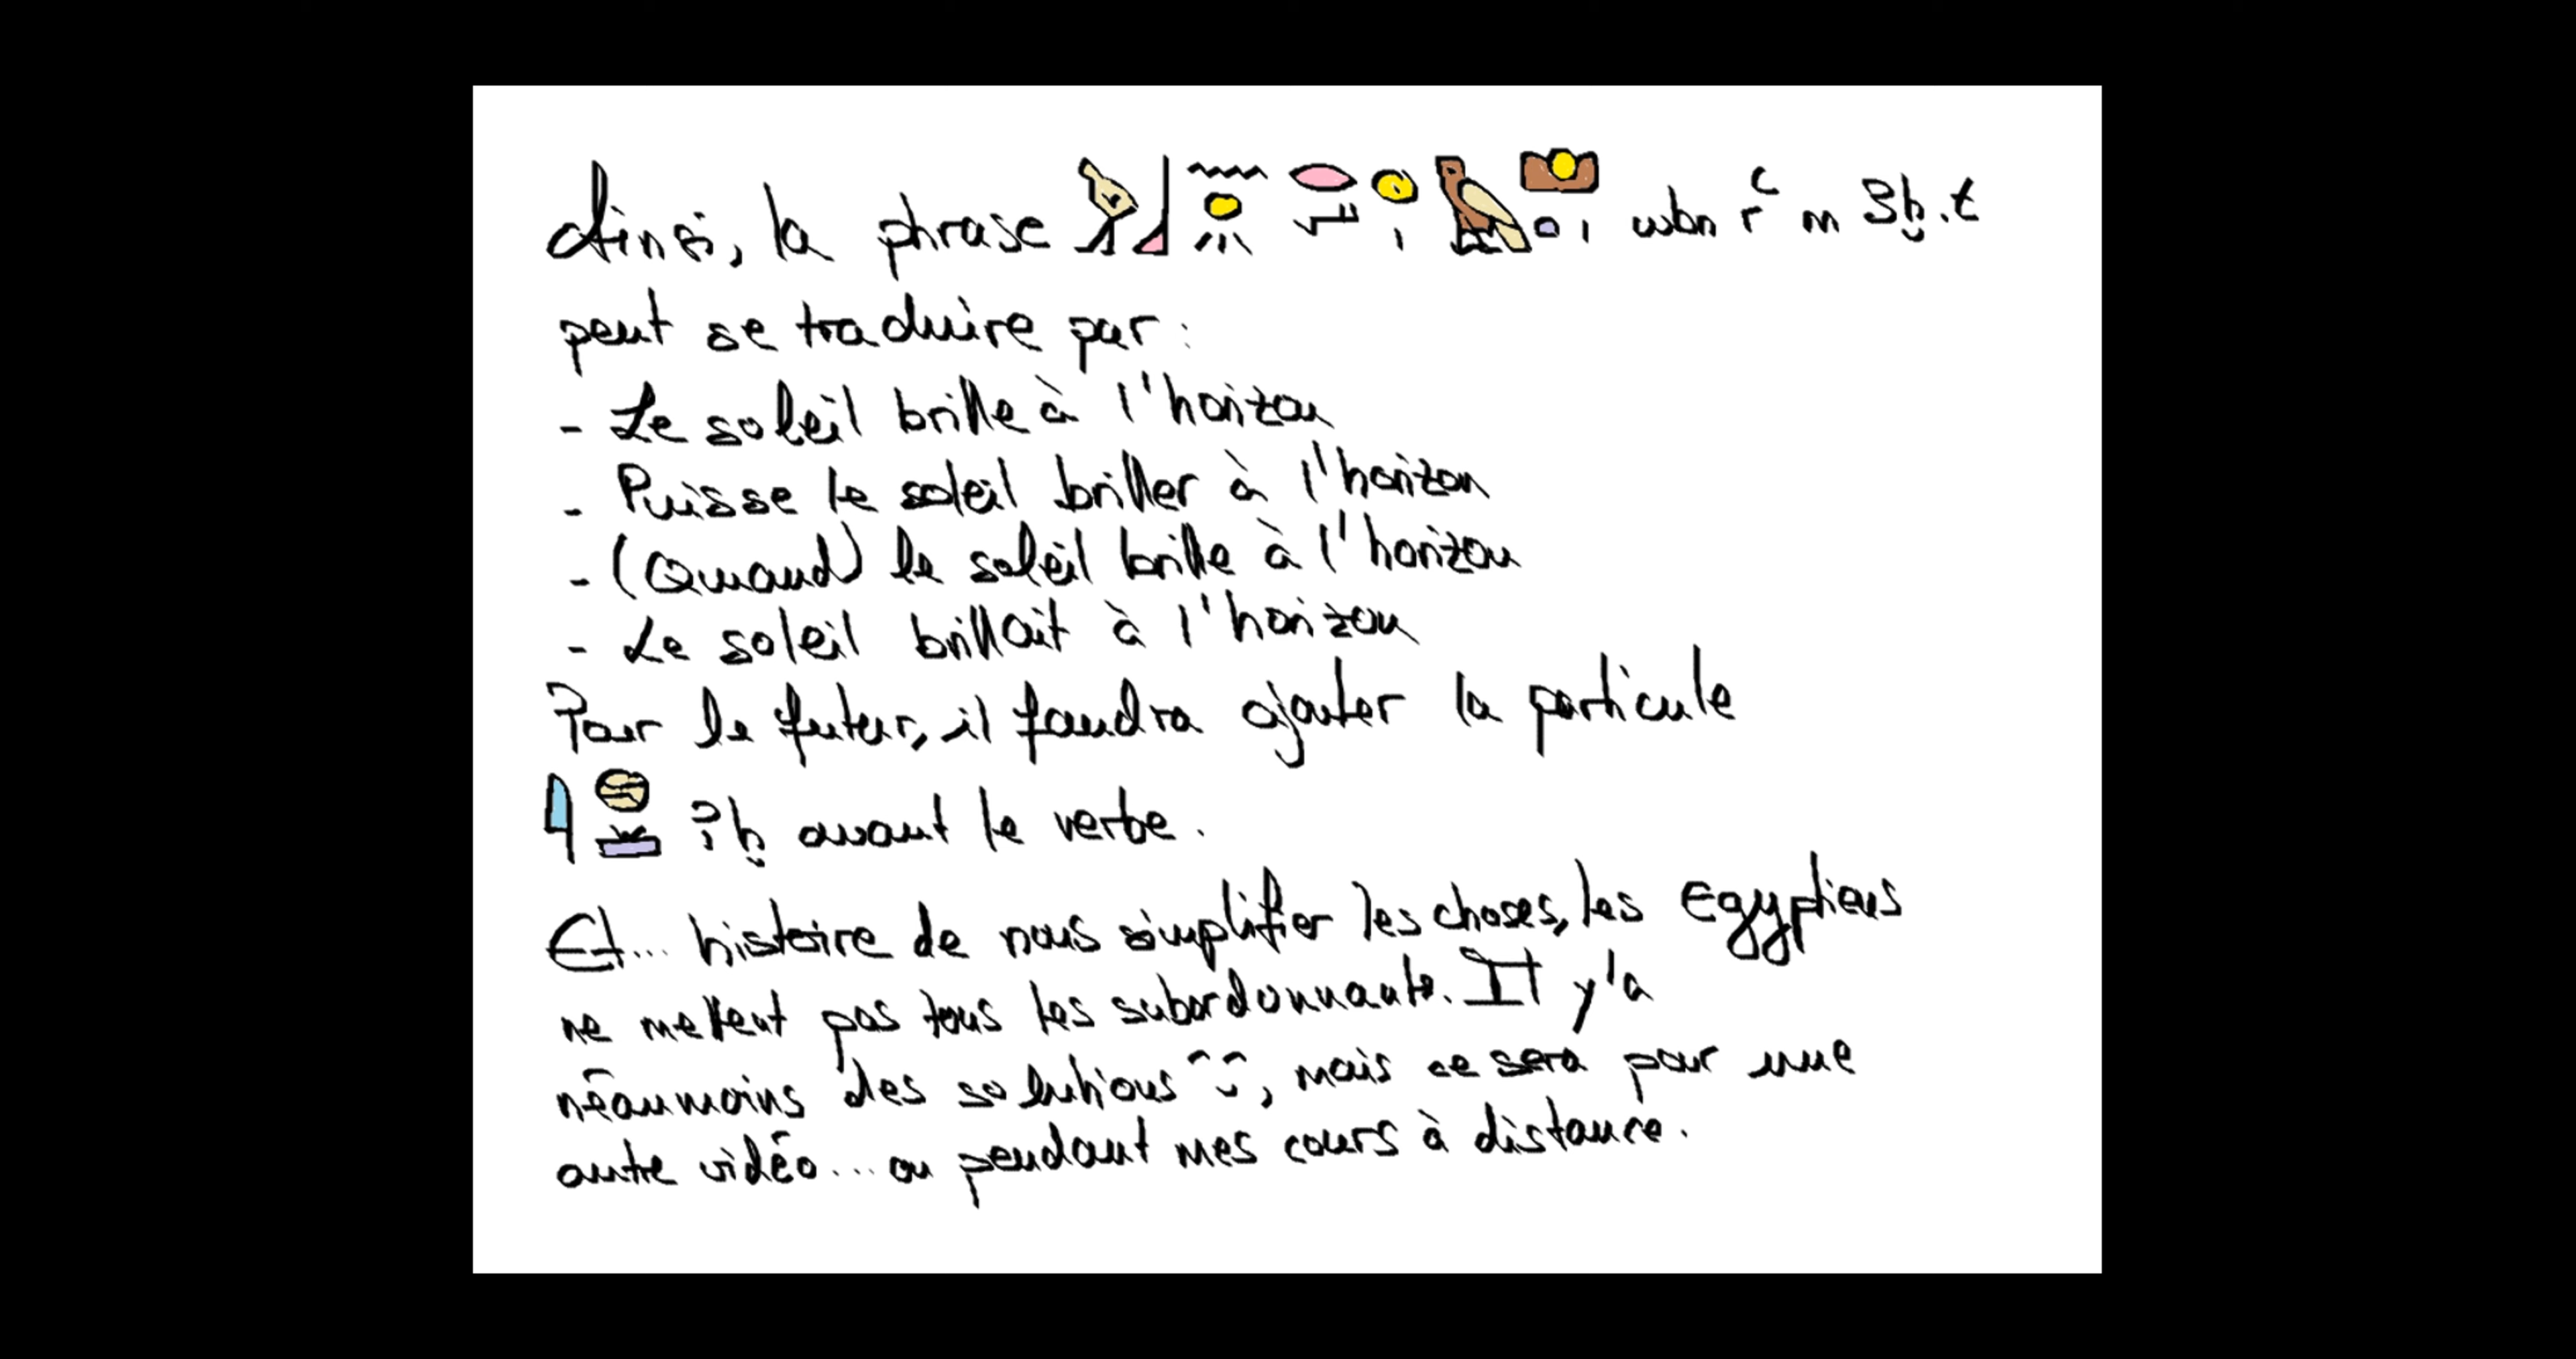 Ainsi, la phrase 𓅱𓃀𓈖𓇶𓂋𓂝𓇳𓏤𓅓𓈌𓏏𓏤 wbn rꜥ m ꜣḫ.t
peut se traduire par :
- Le soleil brille à l'horizon
- Puisse le soleil briller à l'horizon
- (Quand) le soleil brille à l'horizon
- Le soleil brillait à l'horizon
Pour le futur, il faudra ajouter la particule
𓇋𓐍𓏛 ꞽḫ avant le verbe.
Et... histoire de nous simplifier les choses, les Egyptiens
ne mettent pas tous les subordonnants. Il y'a
néanmoins des solutions ^^, mais ce sera pour une
autre vidéo... ou pendant mes cours à distance.